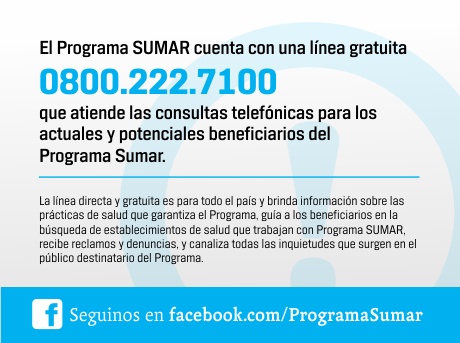 El Programa SUMAR cuenta con una línea gratuita
0800.222.7100
que atiende las consultas telefónicas para los
actuales y potenciales beneficiarios del
Programa Sumar.
La línea directa y gratuita es para todo el país y brinda información sobre las
prácticas de salud que garantiza el Programa, guía a los beneficiarios en la
búsqueda de establecimientos de salud que trabajan con Programa SUMAR,
recibe reclamos y denuncias, y canaliza todas las inquietudes que surgen en el
público destinatario del Programa.
f Seguinos en facebook.com/ProgramaSumar